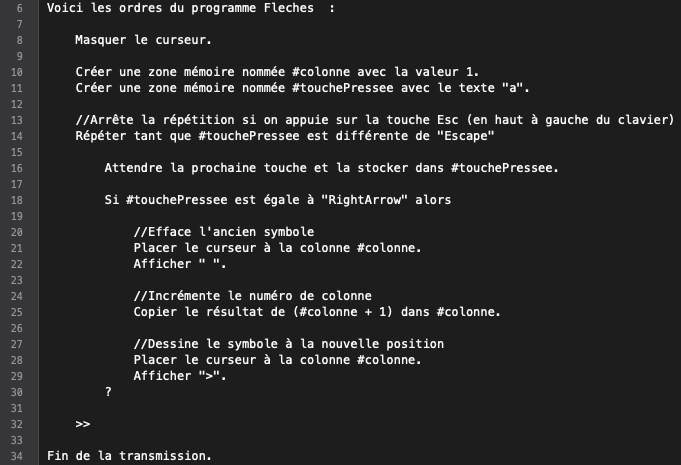 6 Voici les ordres du programme Fleches  :
7
8 Masquer le curseur.
9
10 Créer une zone mémoire nommée #colonne avec la valeur 1.
11 Créer une zone mémoire nommée #touchePressee avec le texte "a".
12
13 //Arrête la répétition si on appuie sur la touche Esc (en haut à gauche du clavier)
14 Répéter tant que #touchePressee est différente de "Escape"
15
16 Attendre la prochaine touche et la stocker dans #touchePressee.
17
18 Si #touchePressee est égale à "RightArrow" alors
19
20 //Efface l'ancien symbole
21 Placer le curseur à la colonne #colonne.
22 Afficher " ".
23
24 //Incrémente le numéro de colonne
25 Copier le résultat de (#colonne + 1) dans #colonne.
26
27 //Dessine le symbole à la nouvelle position
28 Placer le curseur à la colonne #colonne.
29 Afficher ">".
30 ?
31
32 >>
33
34 Fin de la transmission.